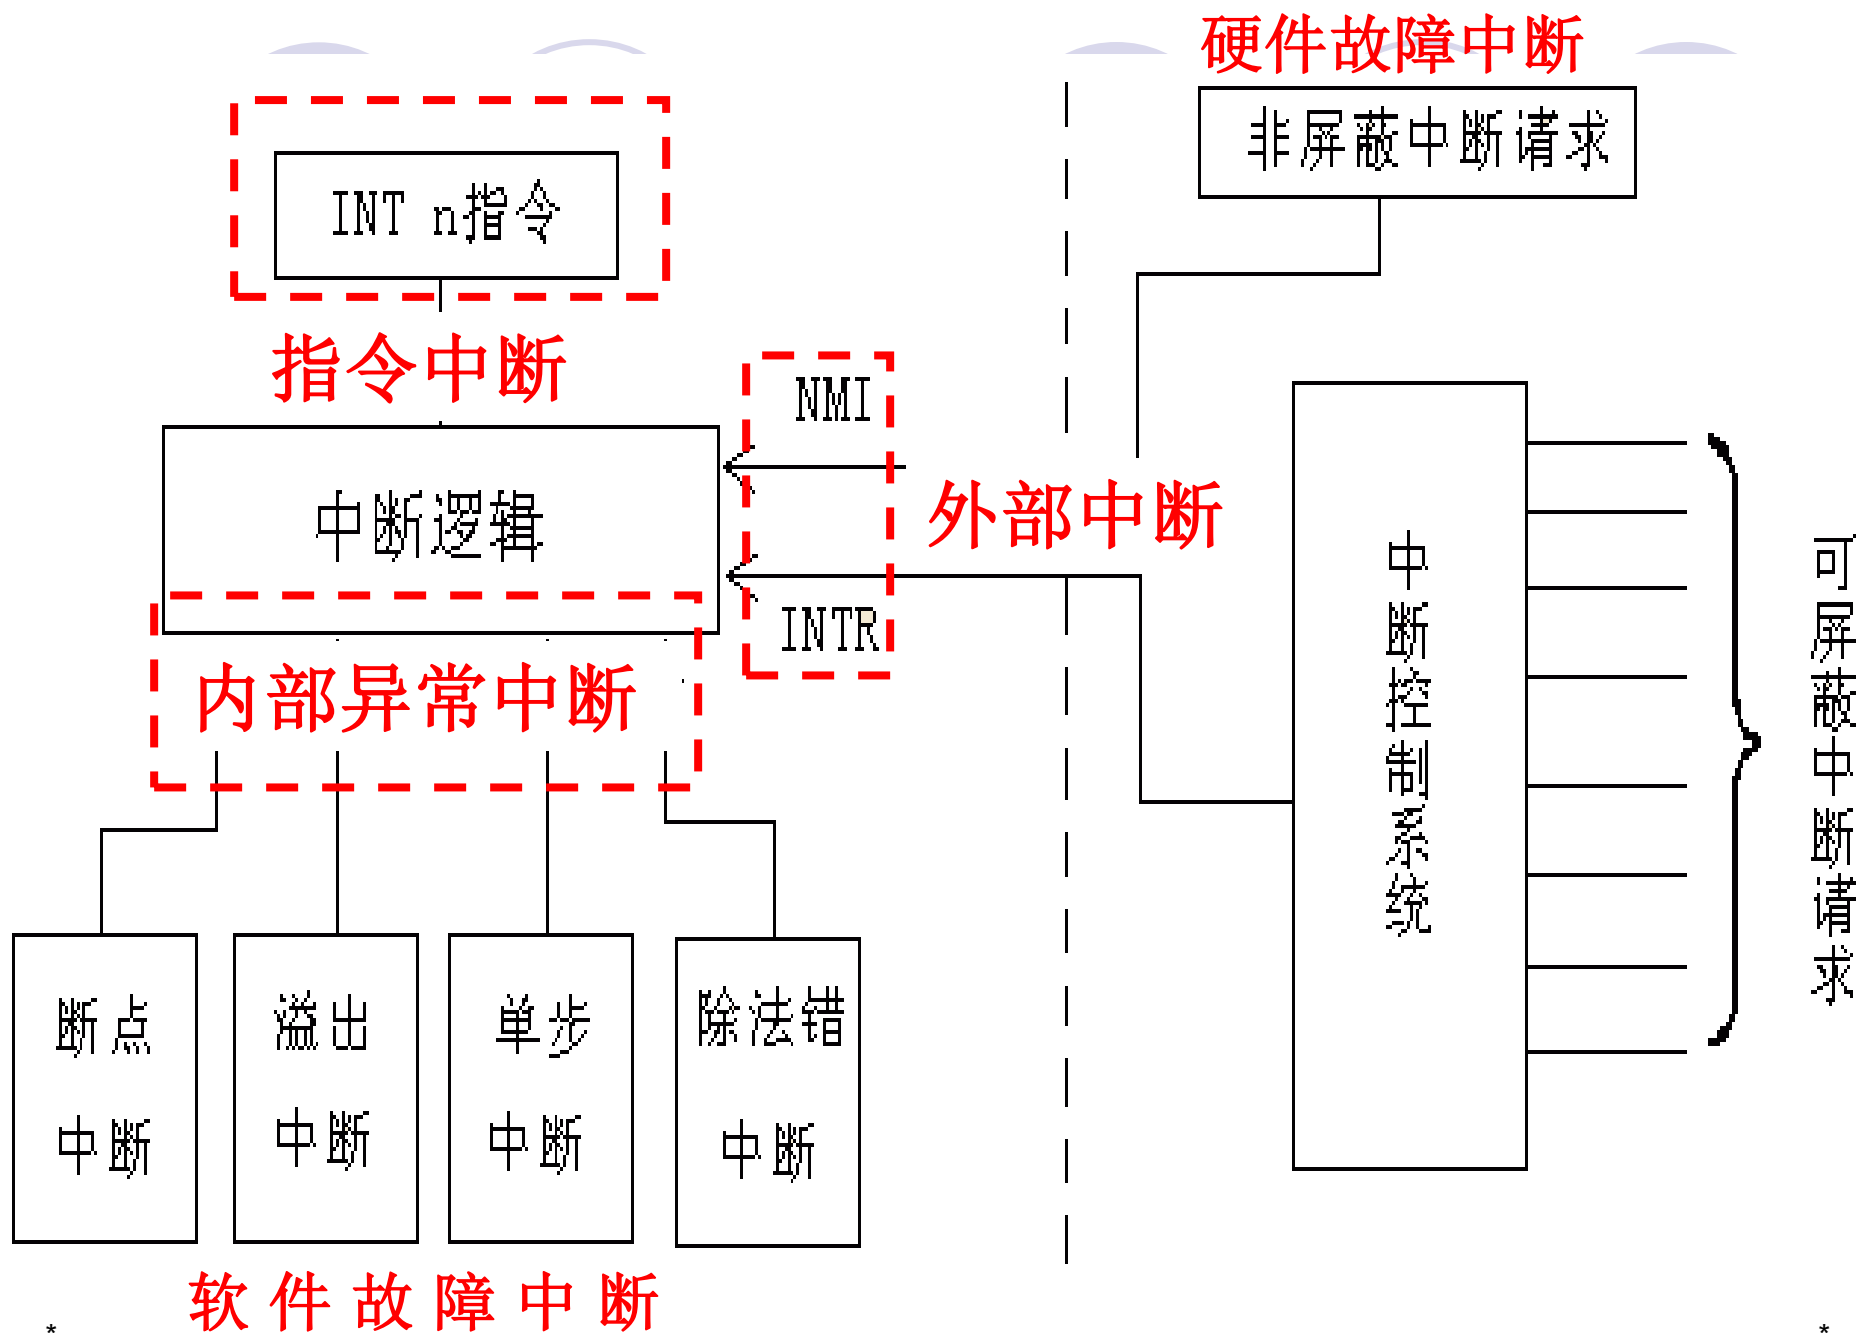 硬件故障中断
非屏蔽中断请求
INT n指令
指令中断
NMI
中断逻辑
外部中断
INTR
内部异常中断
中断控制系统
可屏蔽中断请求
断点
中断
溢出
中断
单步
中断
除法错
中断
软件故障中断
*
*